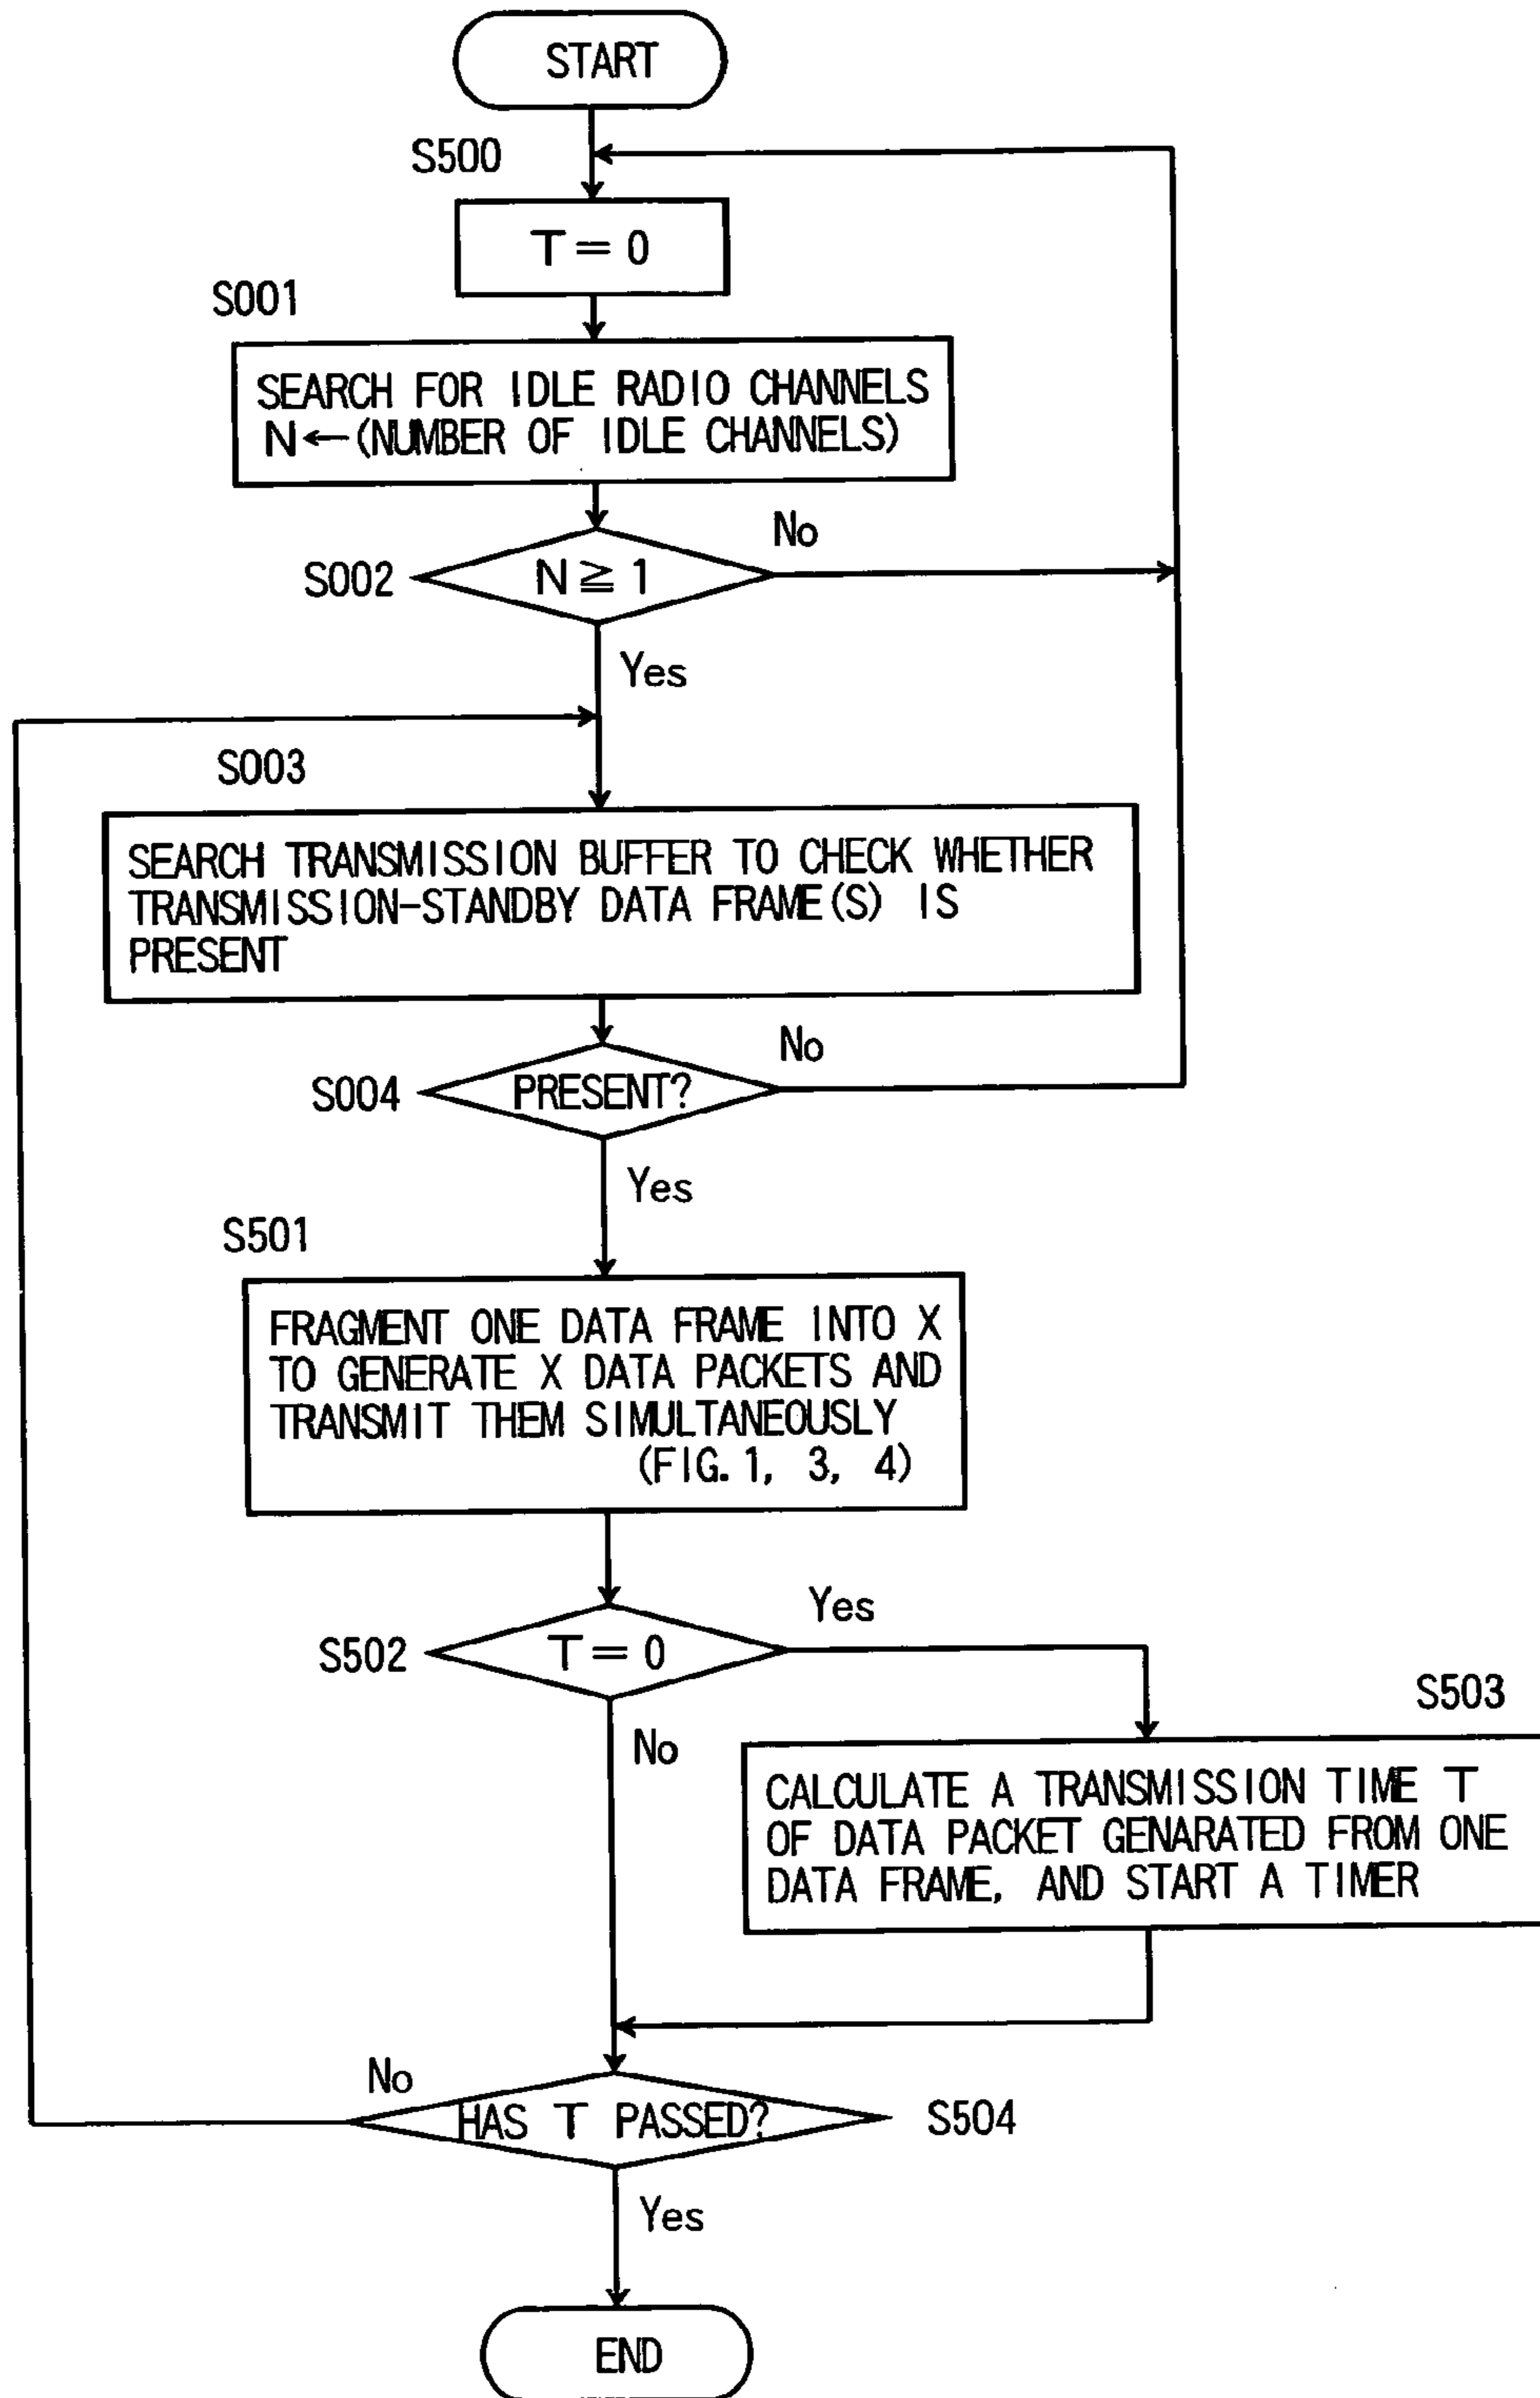 START
S500
T = 0
S001
SEARCH FOR IDLE RADIO CHANNELS
N←(NUMBER OF IDLE CHANNELS)
No
S002
N ≧ 1
Yes
S003
SEARCH TRANSMISSION BUFFER TO CHECK WHETHER
TRANSMISSION-STANDBY DATA FRAME(S) IS
PRESENT
No
S004
PRESENT?
Yes
S501
FRAGMENT ONE DATA FRAME INTO X
TO GENERATE X DATA PACKETS AND
TRANSMIT THEM SIMULTANEOUSLY
(FIG. 1, 3, 4)
Yes
S502
T = 0
S503
No
CALCULATE A TRANSMISSION TIME T
OF DATA PACKET GENARATED FROM ONE
DATA FRAME, AND START A TIMER
No
HAS T PASSED?
S504
Yes
END